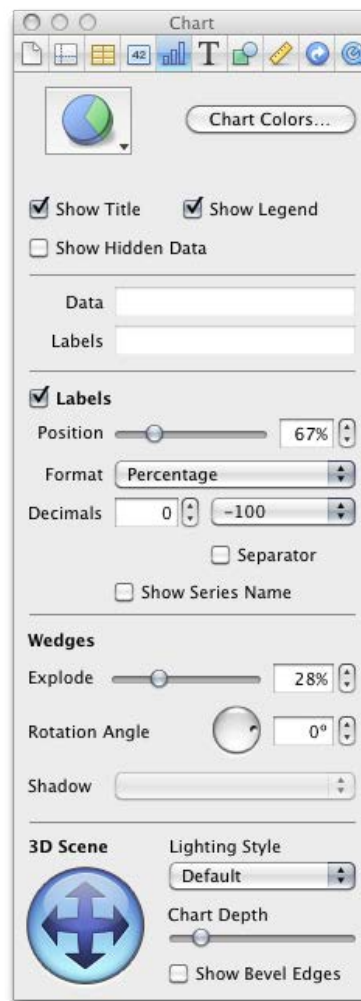 Chart
42
T
Chart Colors...
Show Title Show Legend
Show Hidden Data
Data
Labels
Labels
Position 67%
Format Percentage
Decimals 0 -100
Separator
Show Series Name
Wedges
Explode 28%
Rotation Angle 0°
Shadow
3D Scene Lighting Style
Default
Chart Depth
Show Bevel Edges